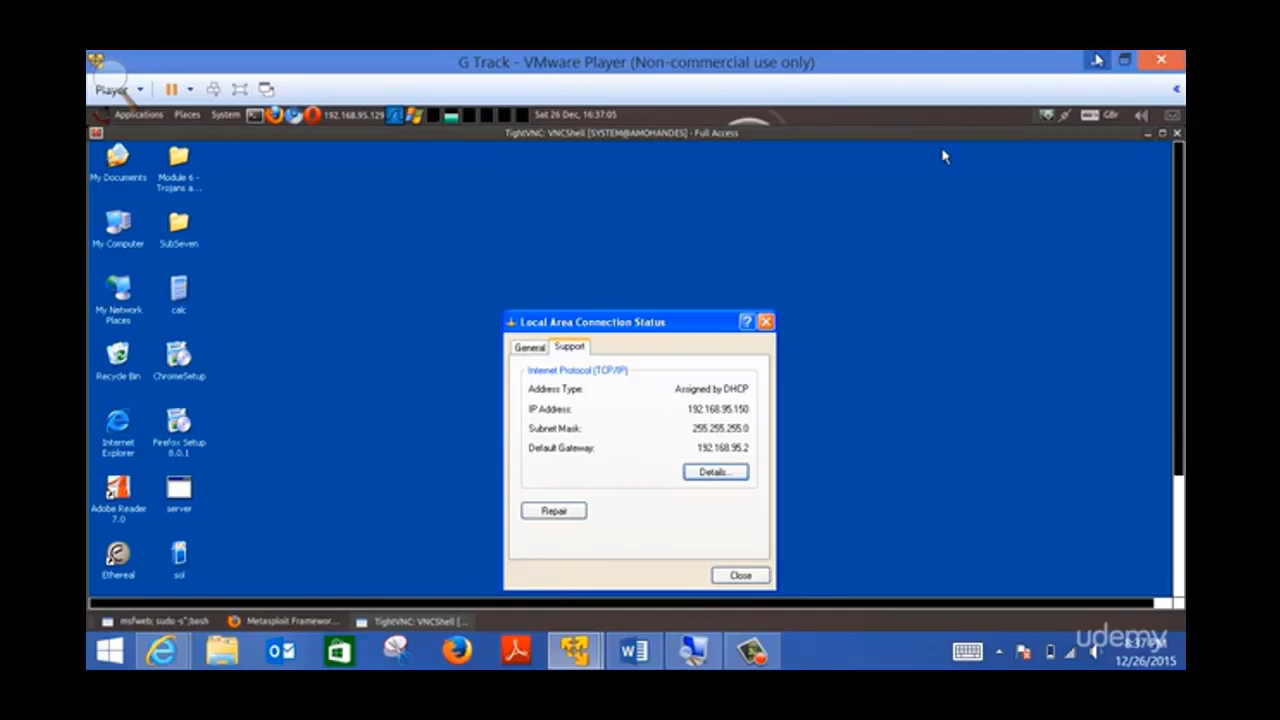 G Track - VMware Player (Non-commercial use only)
Player
Applications Places System 192.168.95.129 Sat 26 Dec, 16:37:05 GBr
TightVNC: VNCShell [SYSTEM@AMOHANDES] - Full Access
My Documents
Module 6 - Trojans a...
My Computer
SubSeven
My Network Places
calc
Recycle Bin
ChromeSetup
Internet Explorer
Firefox Setup 8.0.1
Adobe Reader 7.0
server
Ethereal
sol
Local Area Connection Status
General Support
Internet Protocol (TCP/IP)
Address Type: Assigned by DHCP
IP Address: 192.168.95.150
Subnet Mask: 255.255.255.0
Default Gateway: 192.168.95.2
Details...
Repair
Close
msfweb; sudo -s";bash Metasploit Framewor... TightVNC: VNCShell [...
udemy
8:37 PM
12/26/2015